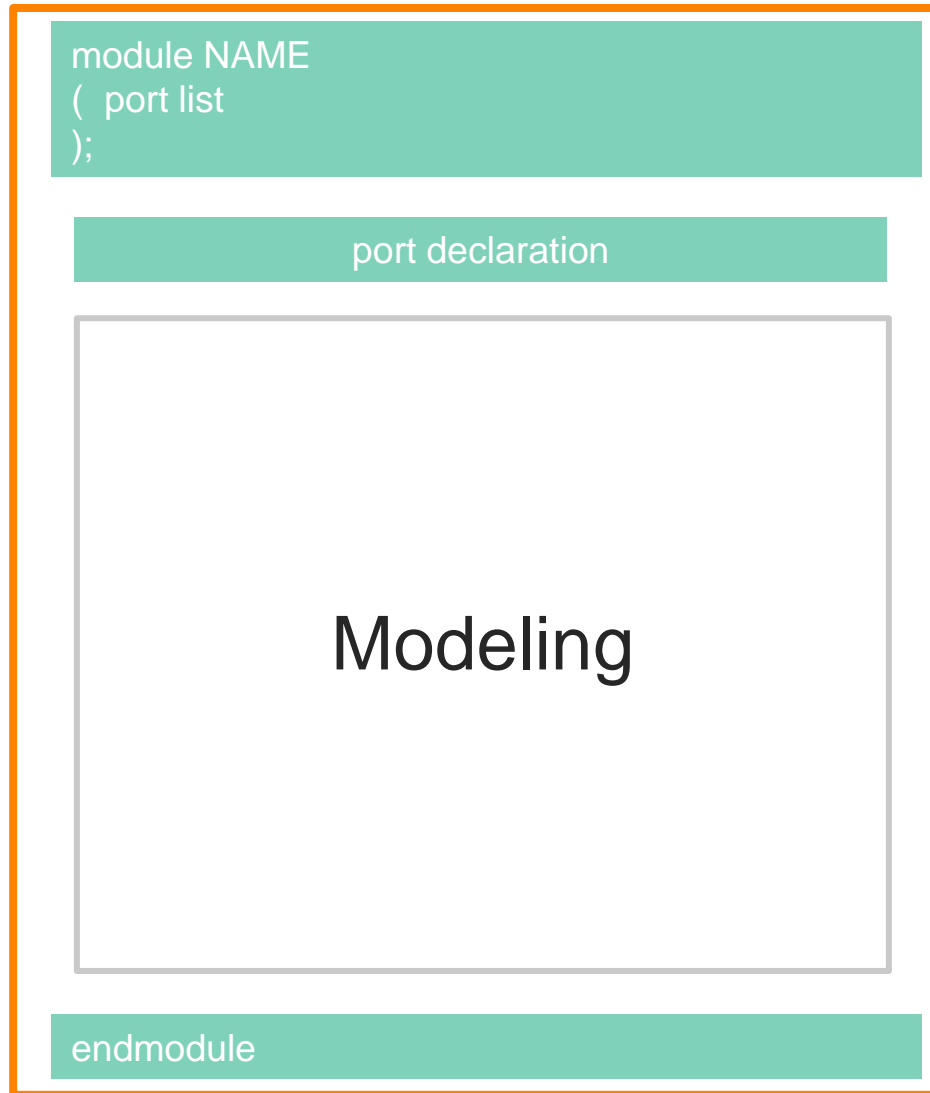 module NAME
( port list
);
port declaration
Modeling
endmodule